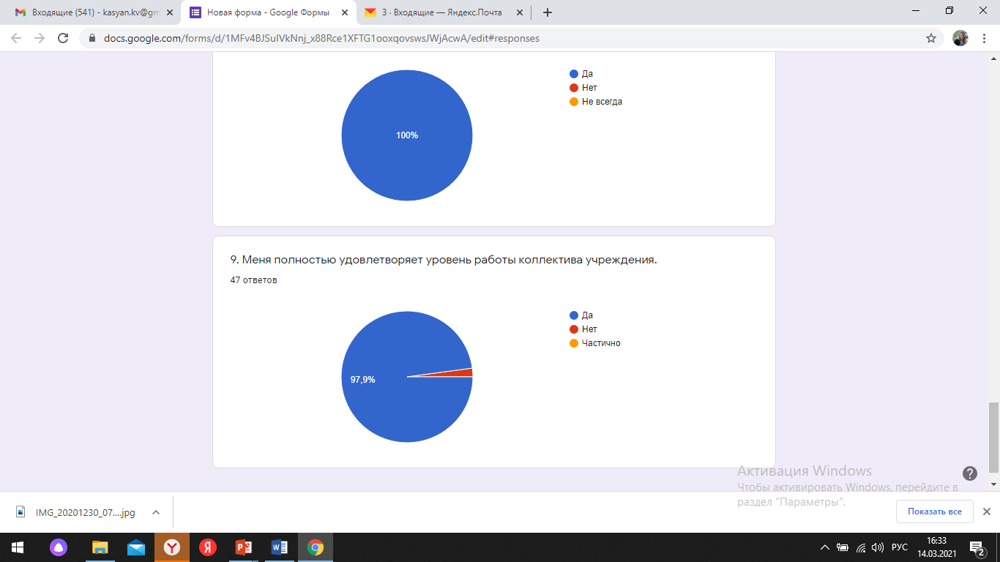 Входящие (541) - kasyan.kv@gm
Новая форма - Google Формы
3 · Входящие — Яндекс.Почта
docs.google.com/forms/d/1MFv4BJSuIVkNnj_x88Rce1XFTG1ooxqovswsJWjAcwA/edit#responses
100%
Да
Нет
Не всегда
9. Меня полностью удовлетворяет уровень работы коллектива учреждения.
47 ответов
97,9%
Да
Нет
Частично
Активация Windows
Чтобы активировать Windows, перейдите в
раздел "Параметры".
IMG_20201230_07....jpg
Показать все
РУС
16:33
14.03.2021
2